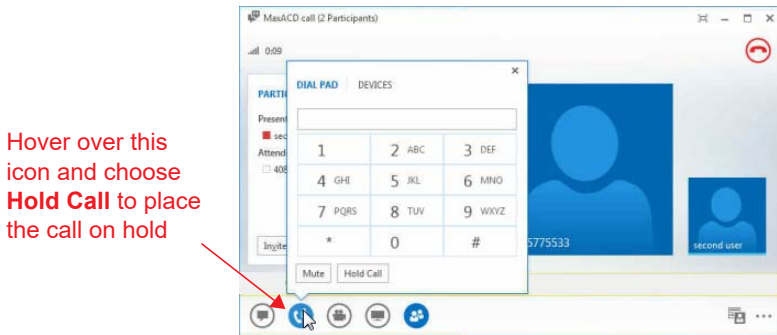 MaxACD call (2 Participants)
0:09
DIAL PAD DEVICES
PARTI
Present
sec
Attend
408
1 2 ABC 3 DEF
4 GHI 5 JKL 6 MNO
7 PQRS 8 TUV 9 WXYZ
* 0 #
Invite
Mute Hold Call
5775533
second user
Hover over this
icon and choose
Hold Call to place
the call on hold